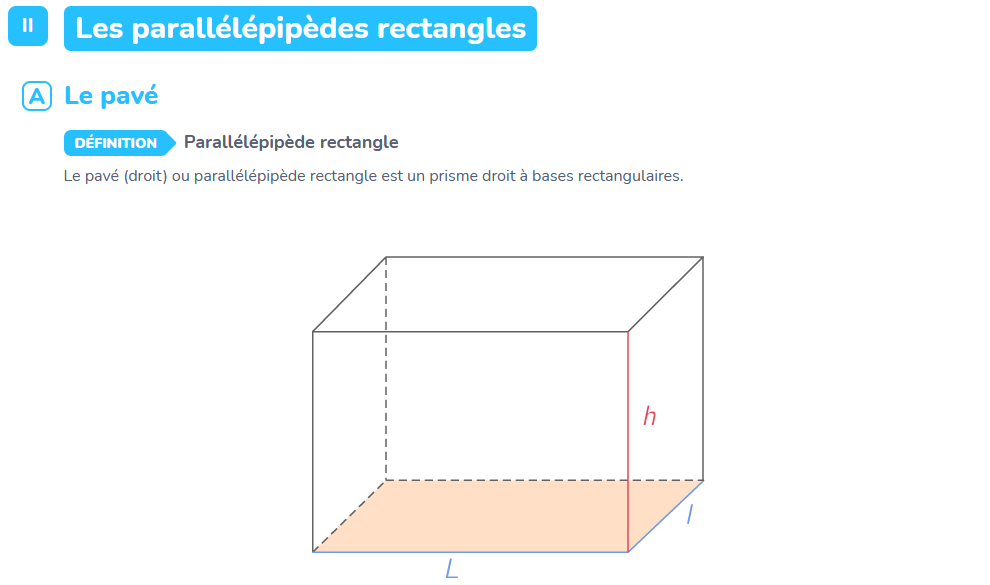 II
Les parallélépipèdes rectangles
A
Le pavé
DÉFINITION Parallélépipède rectangle
Le pavé (droit) ou parallélépipède rectangle est un prisme droit à bases rectangulaires.
h
l
L